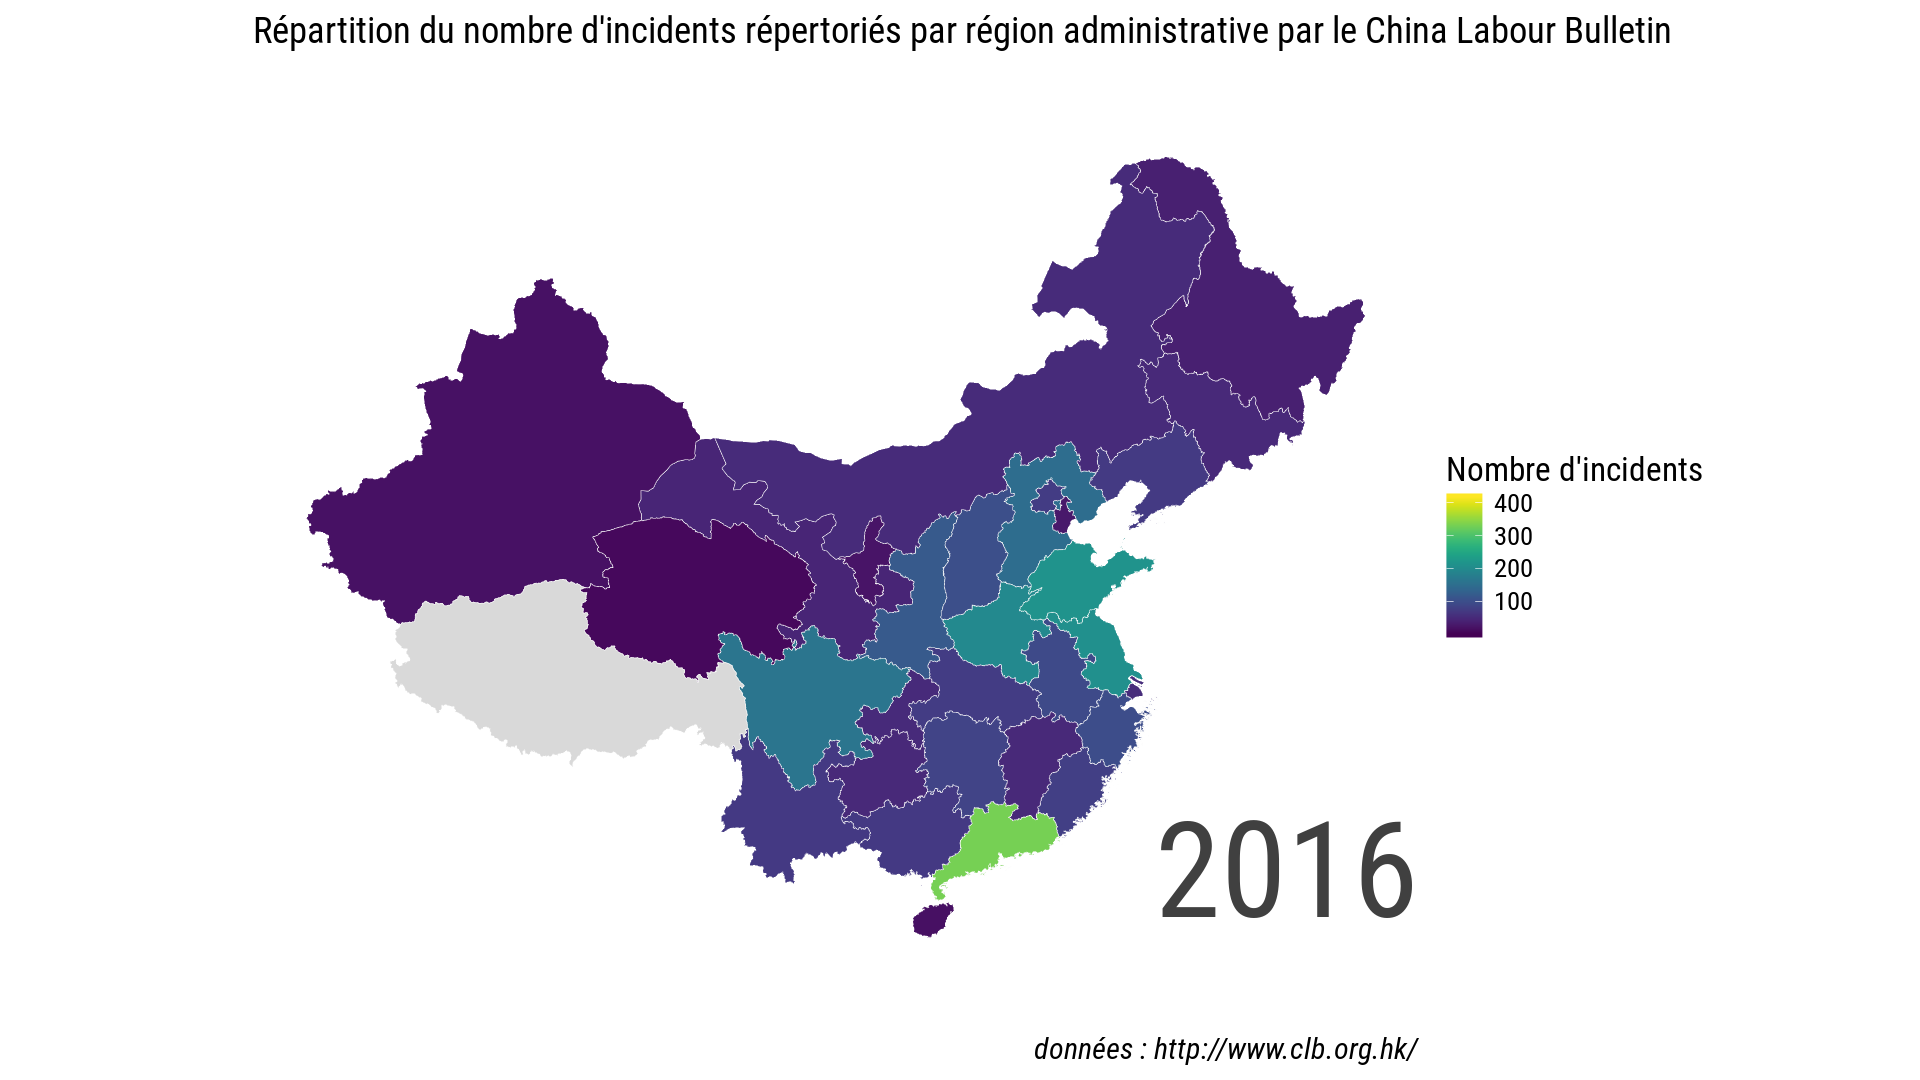 Répartition du nombre d'incidents répertoriés par région administrative par le China Labour Bulletin
Nombre d'incidents
400
300
200
100
2016
données : http://www.clb.org.hk/